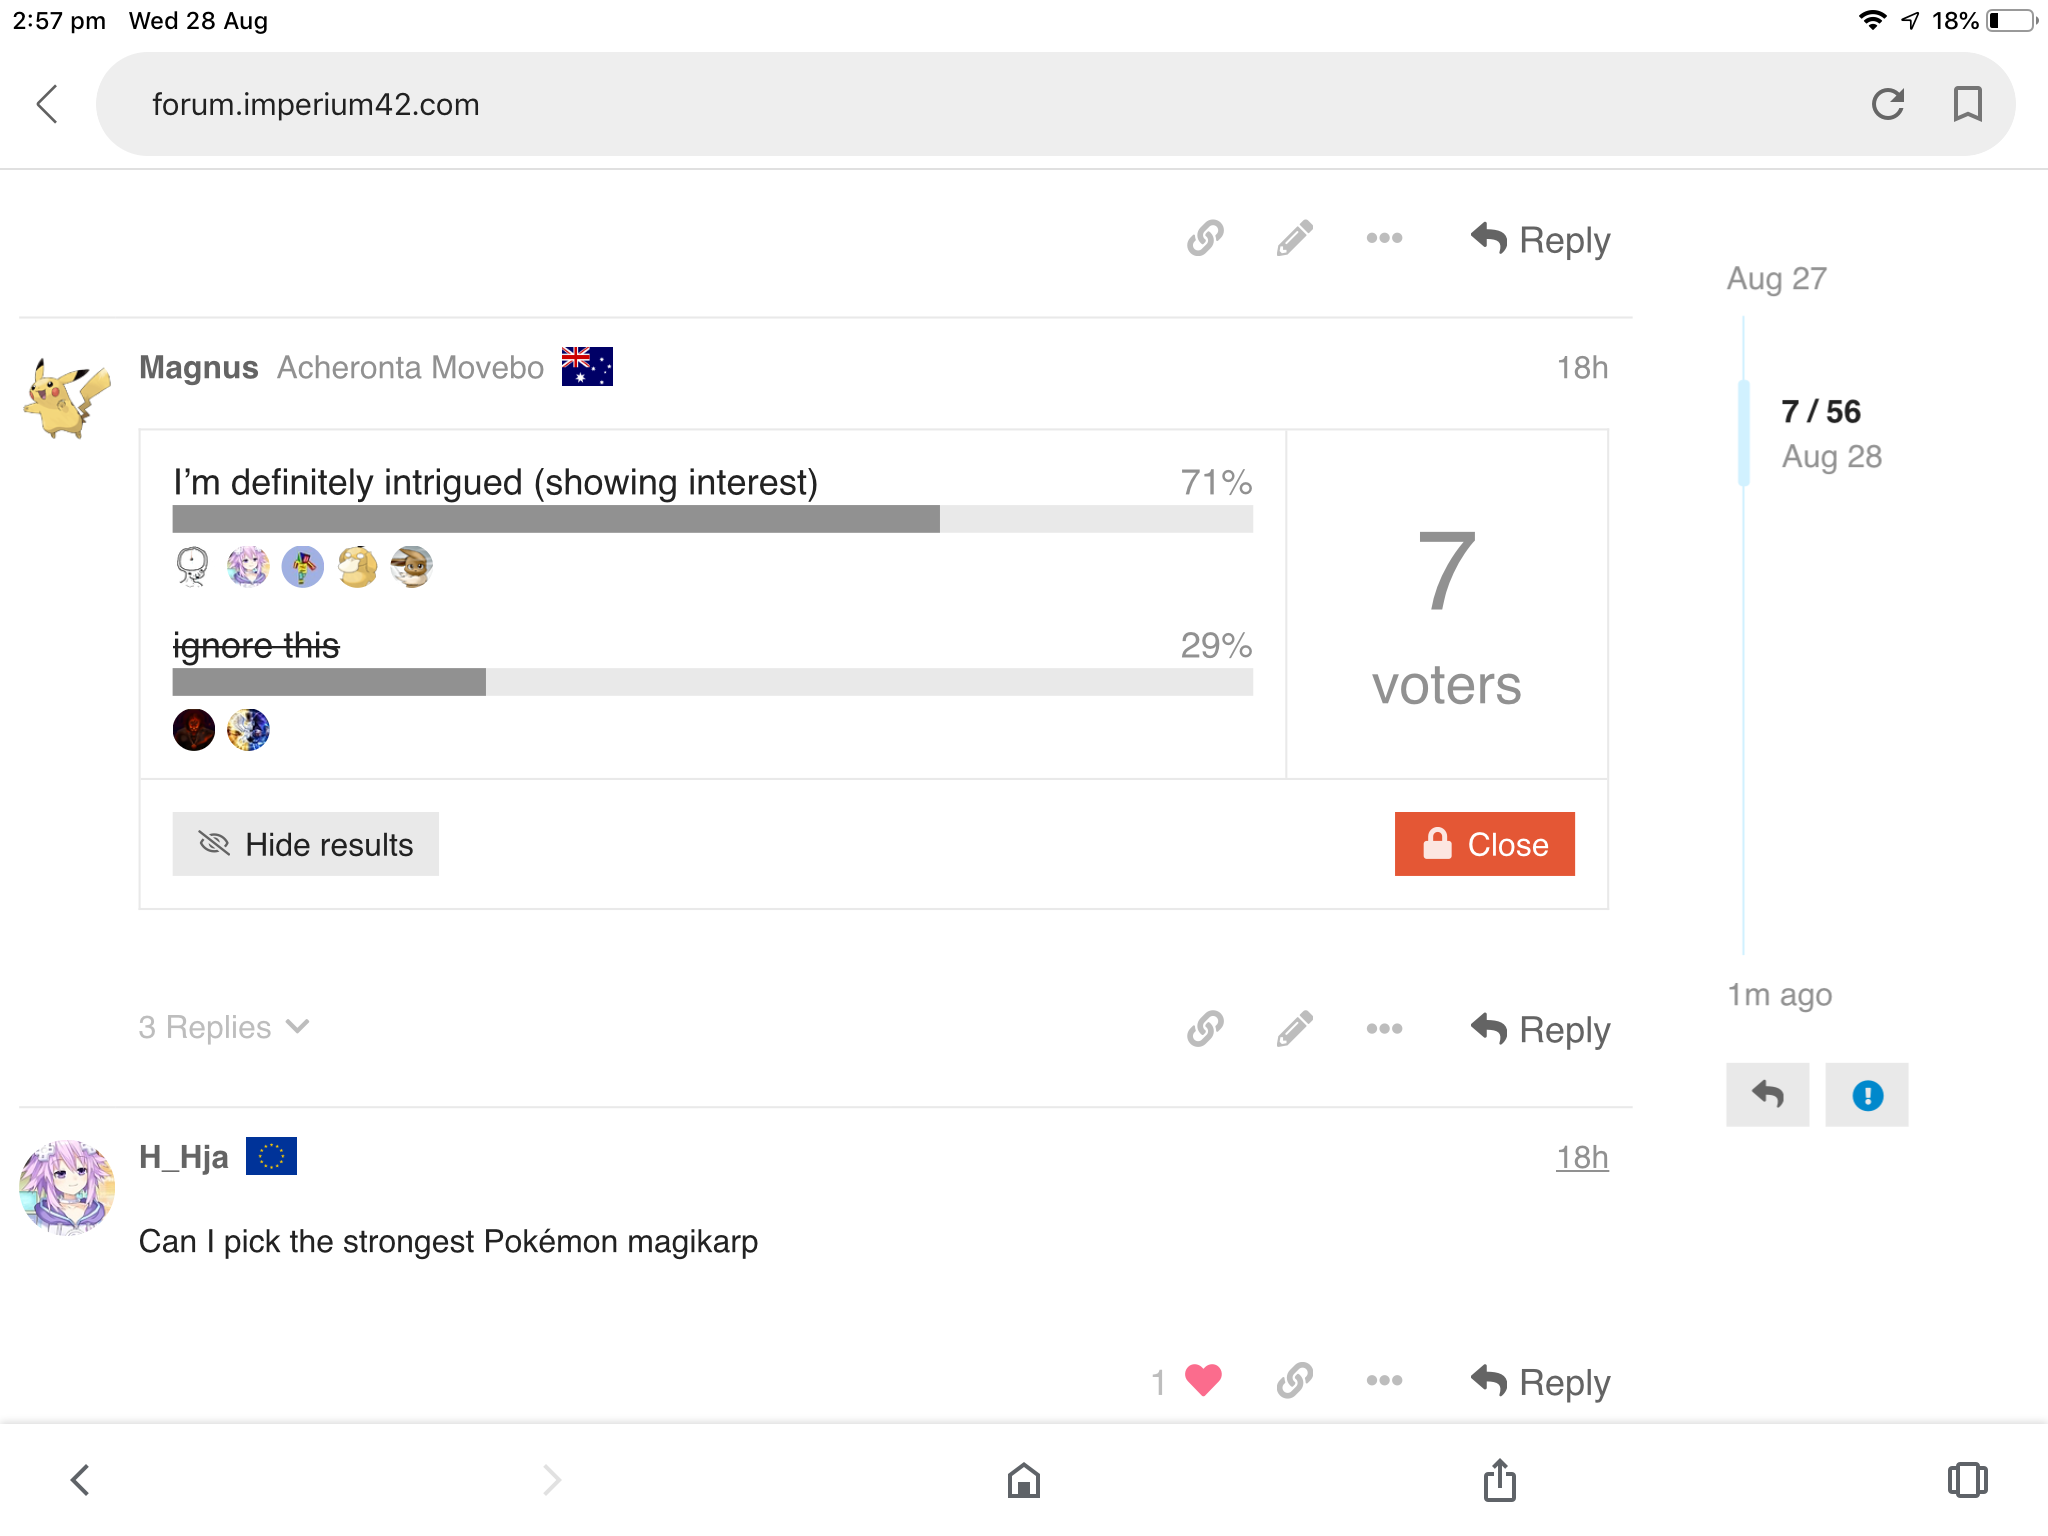 2:57 pm Wed 28 Aug 18%
forum.imperium42.com
Reply
Aug 27
Magnus Acheronta Movebo 18h
7 / 56
Aug 28
I’m definitely intrigued (showing interest) 71%
ignore this 29%
7
voters
Hide results
Close
1m ago
3 Replies Reply
H_Hja 18h
Can I pick the strongest Pokémon magikarp
1 Reply